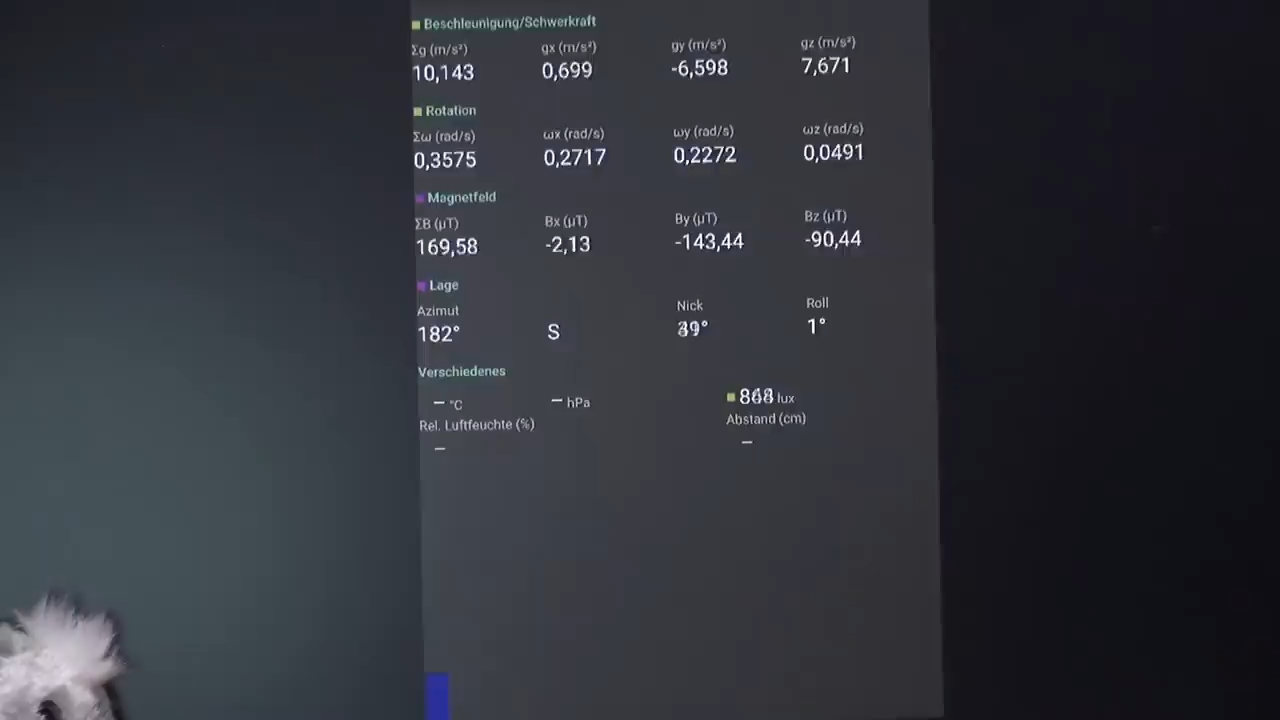 Beschleunigung/Schwerkraft
Σg (m/s²) gx (m/s²) gy (m/s²) gz (m/s²)
10,143 0,699 -6,598 7,671
Rotation
Σω (rad/s) ωx (rad/s) ωy (rad/s) ωz (rad/s)
0,3575 0,2717 0,2272 0,0491
Magnetfeld
ΣB (µT) Bx (µT) By (µT) Bz (µT)
169,58 -2,13 -143,44 -90,44
Lage
Azimut Nick Roll
182° S 1°
Verschiedenes
– °C – hPa lux
Rel. Luftfeuchte (%) Abstand (cm)
– –